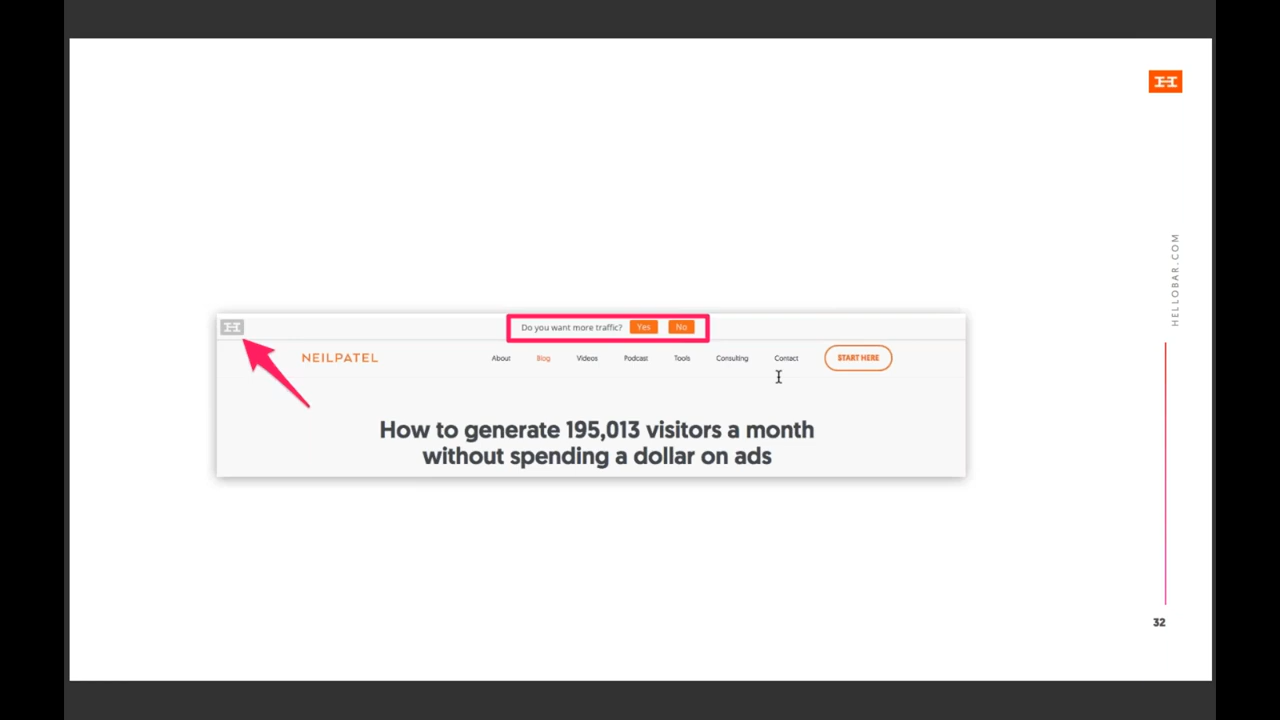 H
HELLOBAR.COM
H
Do you want more traffic? Yes No
NEILPATEL About Blog Videos Podcast Tools Consulting Contact START HERE
How to generate 195,013 visitors a month
without spending a dollar on ads
32